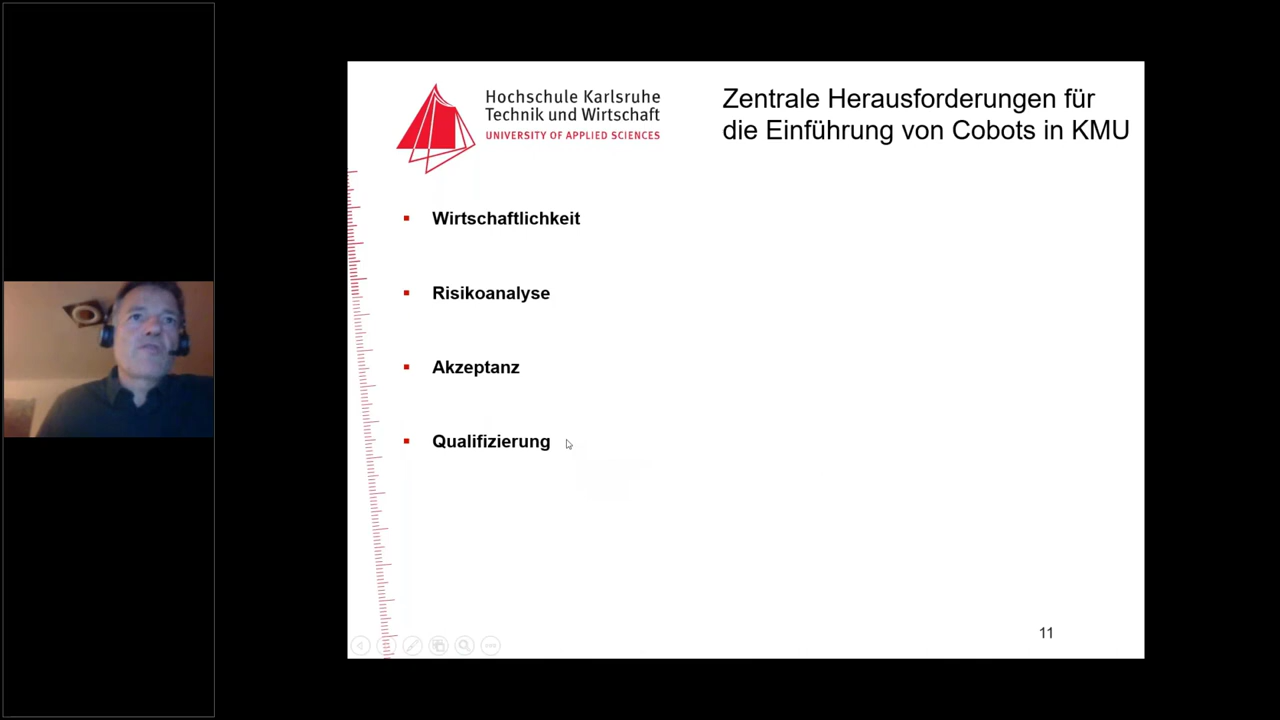 Hochschule Karlsruhe
Technik und Wirtschaft
UNIVERSITY OF APPLIED SCIENCES
Zentrale Herausforderungen für
die Einführung von Cobots in KMU
Wirtschaftlichkeit
Risikoanalyse
Akzeptanz
Qualifizierung
11